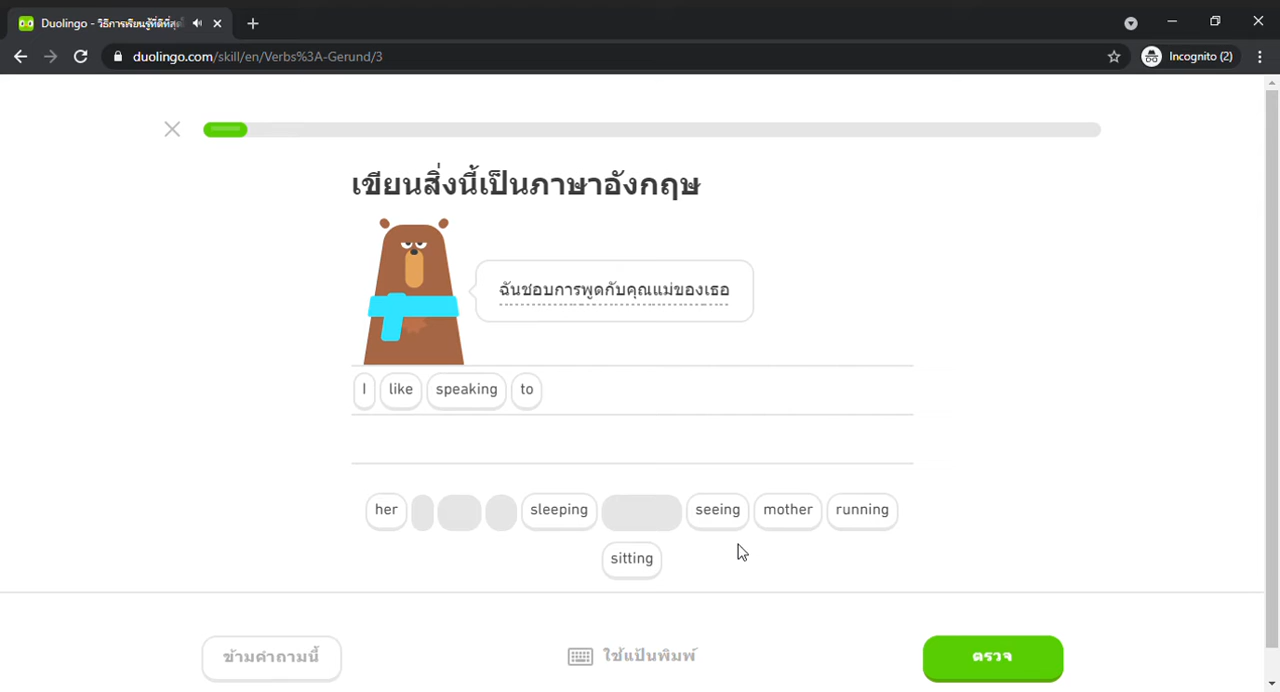 Duolingo - วิธีการเรียนรู้ที่ดีที่สุดใ
duolingo.com/skill/en/Verbs%3A-Gerund/3
Incognito (2)
เขียนสิ่งนี้เป็นภาษาอังกฤษ
ฉันชอบการพูดกับคุณแม่ของเธอ
I like speaking to
her sleeping seeing mother running
sitting
ข้ามคำถามนี้ ใช้แป้นพิมพ์ ตรวจ